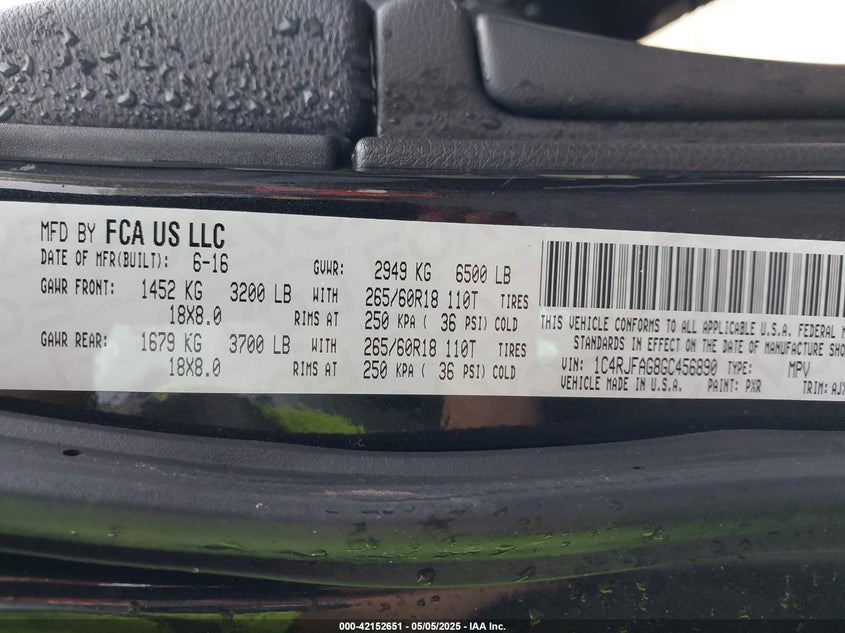 MFD BY FCA US LLC
DATE OF MFR(BUILT): 6-16 GVWR: 2949 KG 6500 LB
GAWR FRONT: 1452 KG 3200 LB WITH 265/60R18 110T TIRES
18X8.0 RIMS AT 250 KPA ( 36 PSI) COLD
GAWR REAR: 1679 KG 3700 LB WITH 265/60R18 110T TIRES
18X8.0 RIMS AT 250 KPA ( 36 PSI) COLD
THIS VEHICLE CONFORMS TO ALL APPLICABLE U.S.A. FEDERAL M
STANDARDS IN EFFECT ON THE DATE OF MANUFACTURE SHO
VIN: 1C4RJFAG8GC456890 TYPE: MPV
VEHICLE MADE IN U.S.A. PAINT: PXR TRIM: AJX
000-42152651 - 05/05/2025 - IAA Inc.